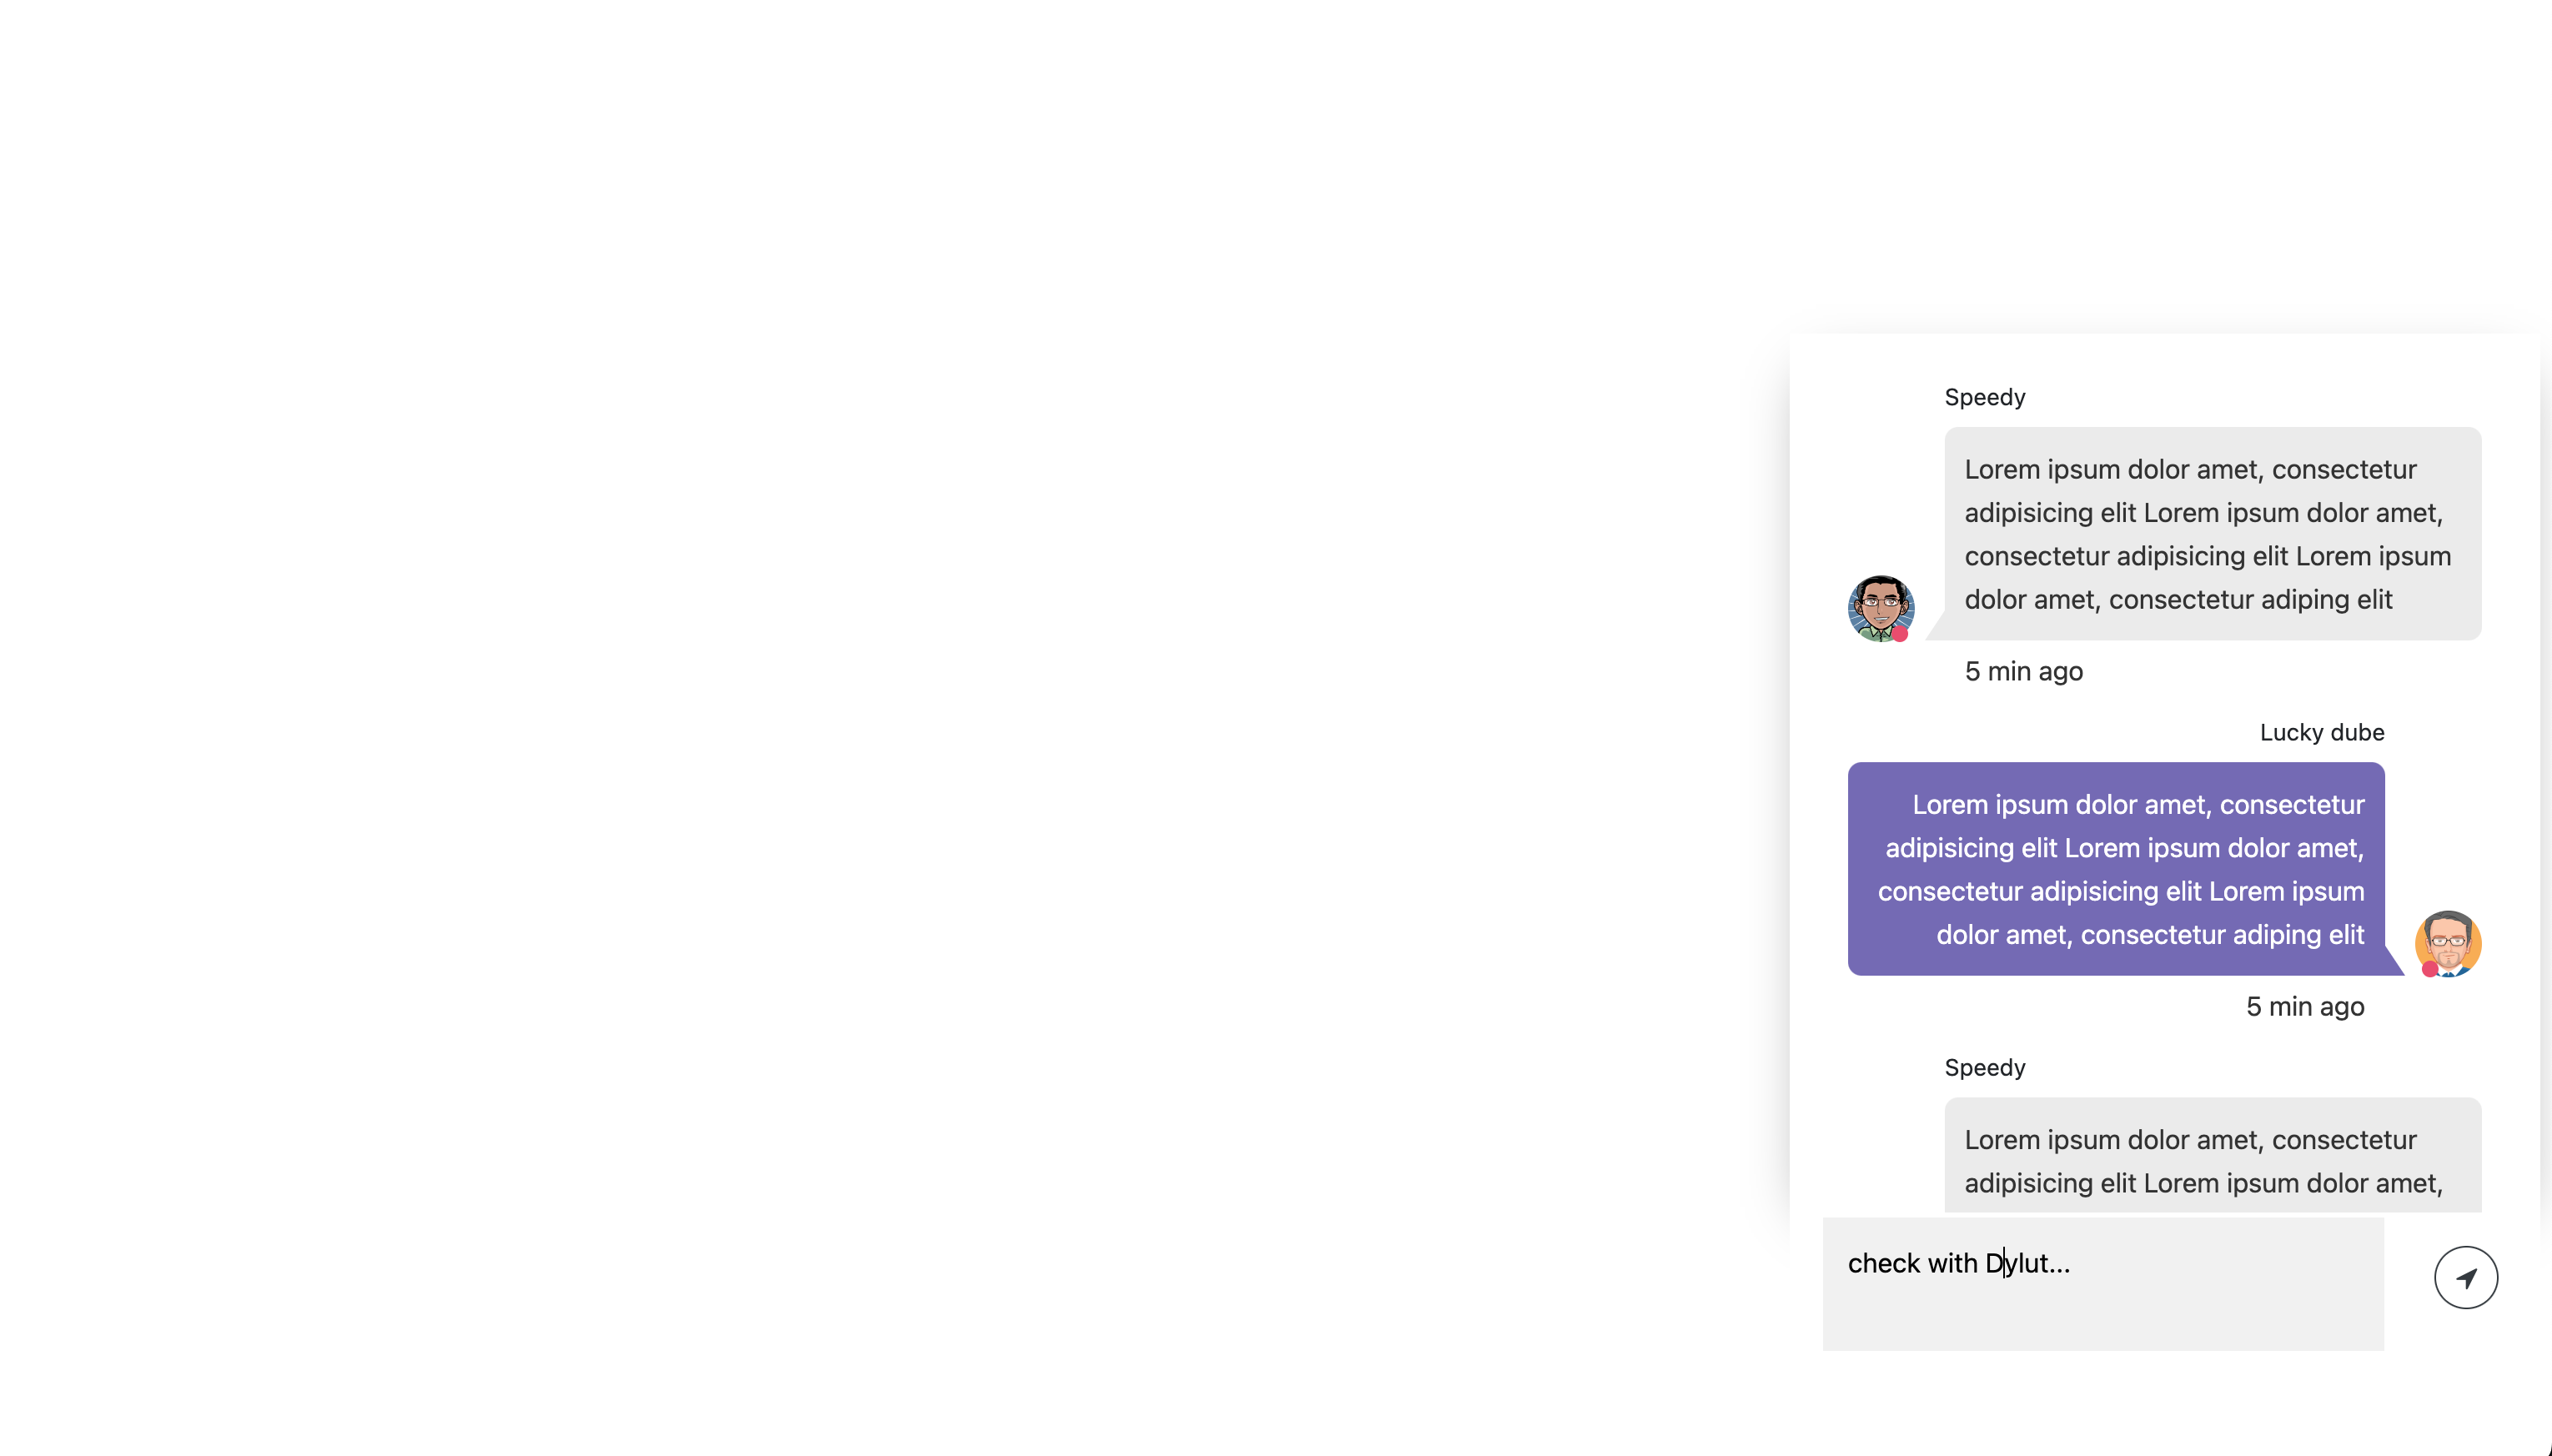 Speedy
Lorem ipsum dolor amet, consectetur
adipisicing elit Lorem ipsum dolor amet,
consectetur adipisicing elit Lorem ipsum
dolor amet, consectetur adiping elit
5 min ago
Lucky dube
Lorem ipsum dolor amet, consectetur
adipisicing elit Lorem ipsum dolor amet,
consectetur adipisicing elit Lorem ipsum
dolor amet, consectetur adiping elit
5 min ago
Speedy
Lorem ipsum dolor amet, consectetur
adipisicing elit Lorem ipsum dolor amet,
check with Dylut...